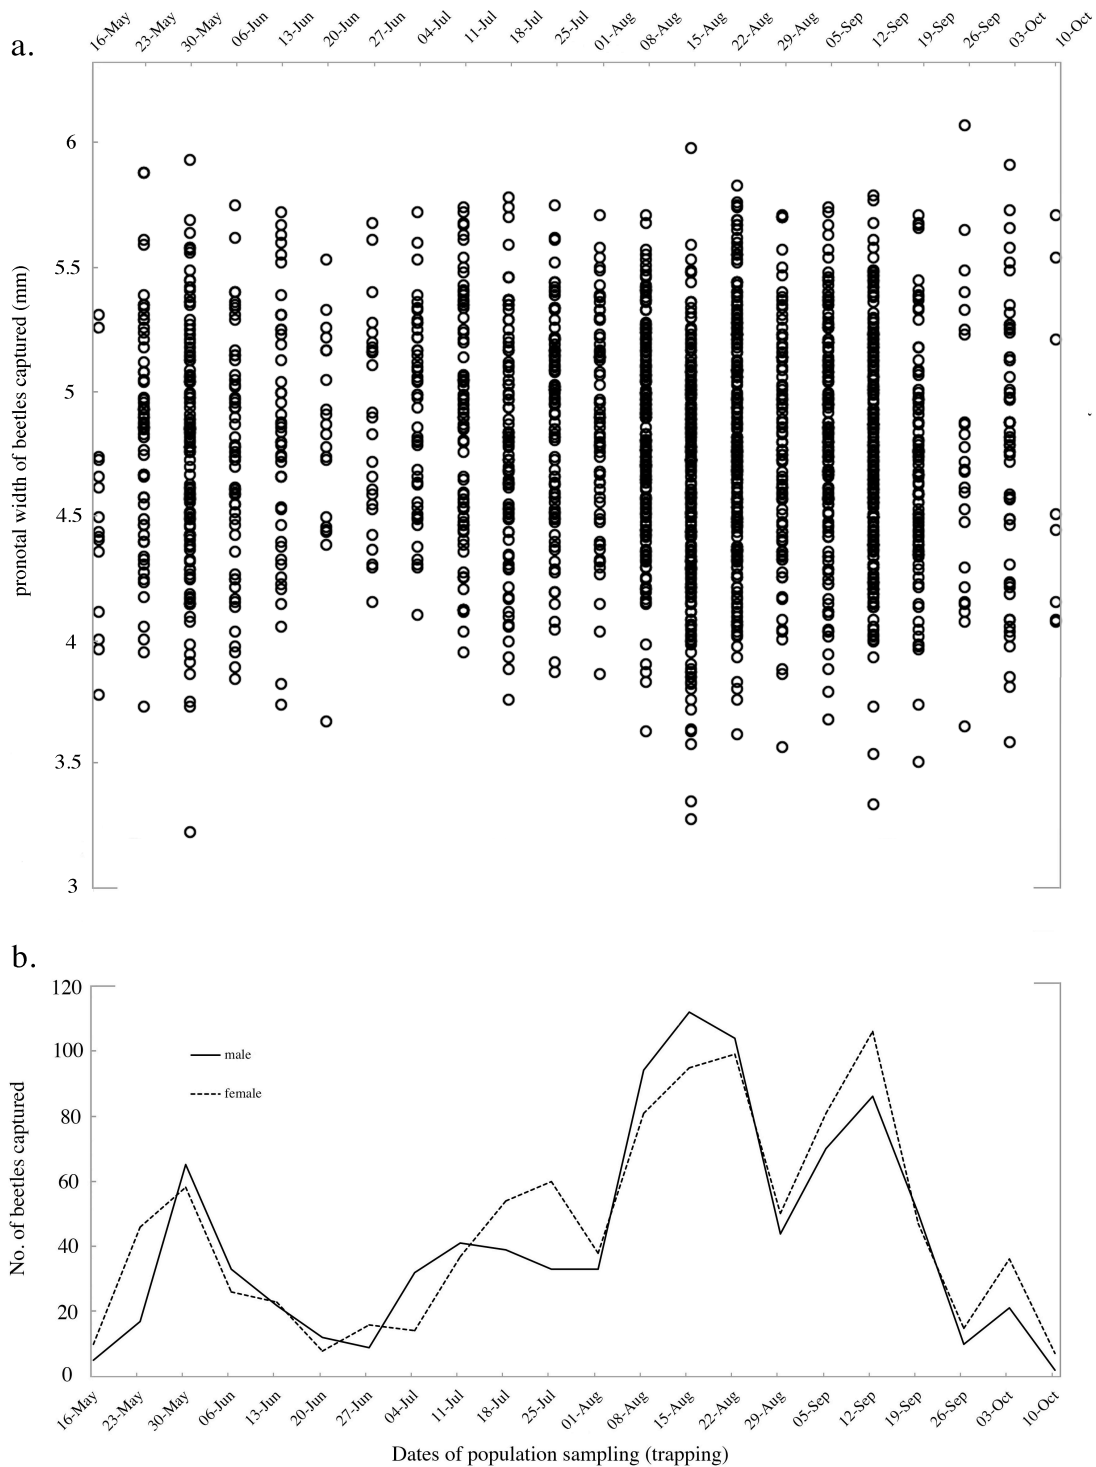 a.
16-May 23-May 30-May 06-Jun 13-Jun 20-Jun 27-Jun 04-Jul 11-Jul 18-Jul 25-Jul 01-Aug 08-Aug 15-Aug 22-Aug 29-Aug 05-Sep 12-Sep 19-Sep 26-Sep 03-Oct 10-Oct
pronotal width of beetles captured (mm)
6
5.5
5
4.5
4
3.5
3
b.
No. of beetles captured
120
100
80
60
40
20
0
male
female
16-May 23-May 30-May 06-Jun 13-Jun 20-Jun 27-Jun 04-Jul 11-Jul 18-Jul 25-Jul 01-Aug 08-Aug 15-Aug 22-Aug 29-Aug 05-Sep 12-Sep 19-Sep 26-Sep 03-Oct 10-Oct
Dates of population sampling (trapping)